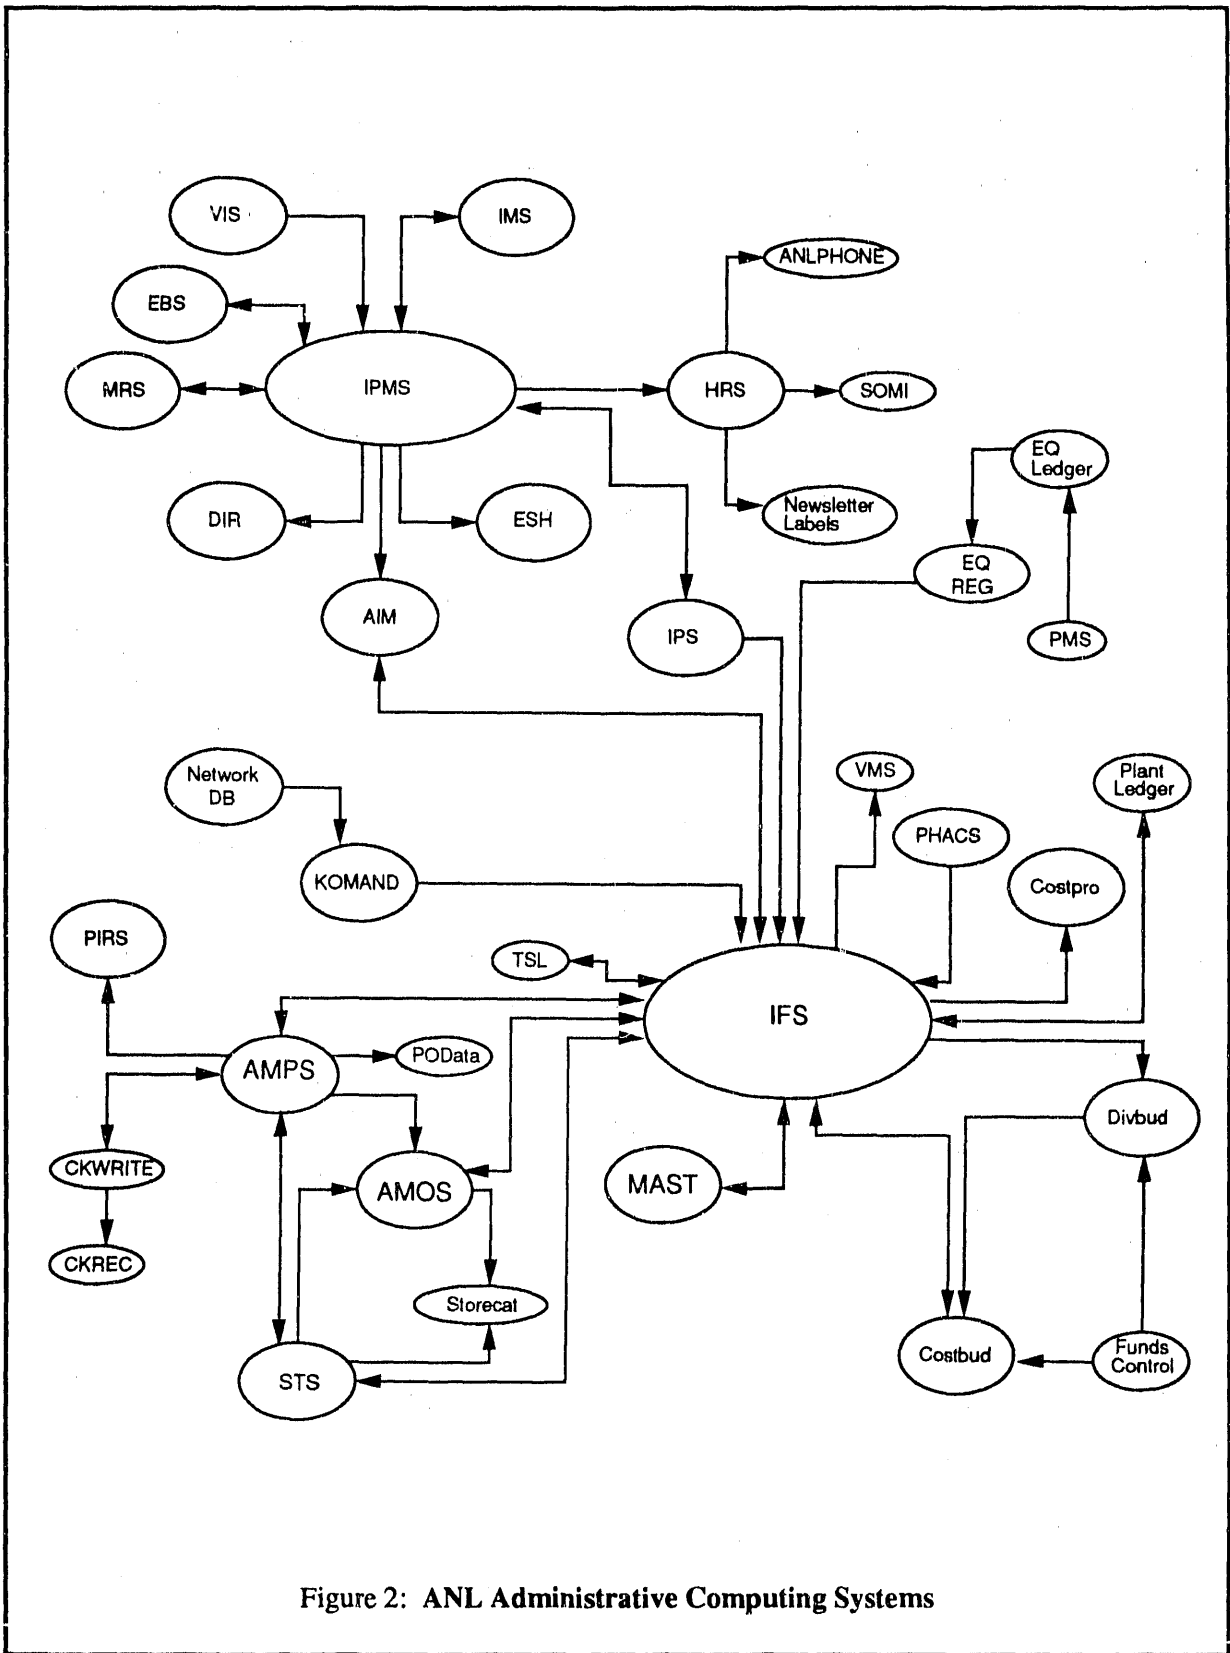 VIS
IMS
ANLPHONE
EBS
MRS
IPMS
HRS
SOMI
EQ
Ledger
DIR
ESH
Newsletter
Labels
EQ
REG
AIM
IPS
PMS
Network
DB
VMS
Plant
Ledger
PHACS
KOMAND
Costpro
PIRS
TSL
IFS
AMPS
POData
Divbud
CKWRITE
AMOS
MAST
CKREC
Storecat
STS
Costbud
Funds
Control
Figure 2: ANL Administrative Computing Systems